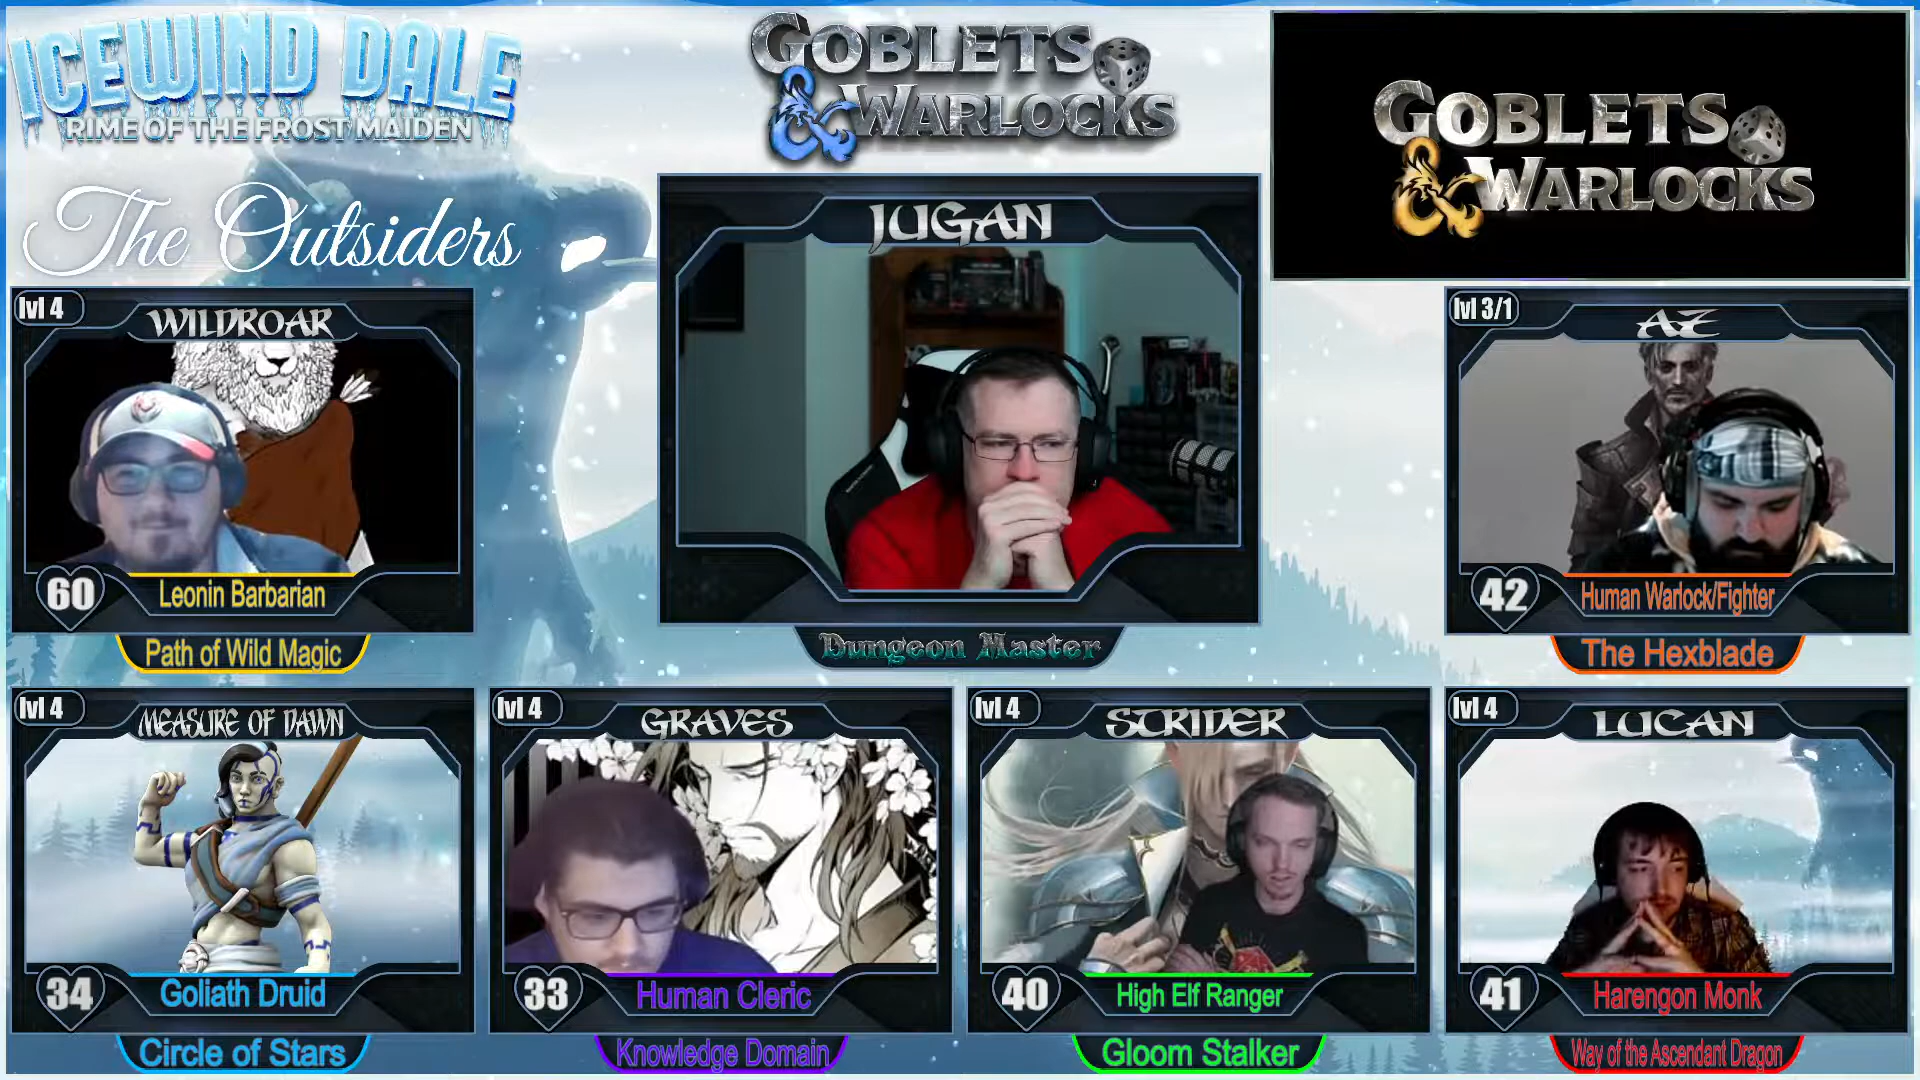 ICEWIND DALE
RIME OF THE FROST MAIDEN
The Outsiders
GOBLETS
& WARLOCKS
GOBLETS
& WARLOCKS
JUGAN
Dungeon Master
lvl 4
WILDROAR
60
Leonin Barbarian
Path of Wild Magic
lvl 3/1
AZ
42
Human Warlock/Fighter
The Hexblade
lvl 4
MEASURE OF DAWN
34
Goliath Druid
Circle of Stars
lvl 4
GRAVES
33
Human Cleric
Knowledge Domain
lvl 4
STRIDER
40
High Elf Ranger
Gloom Stalker
lvl 4
LUCAN
41
Harengon Monk
Way of the Ascendant Dragon